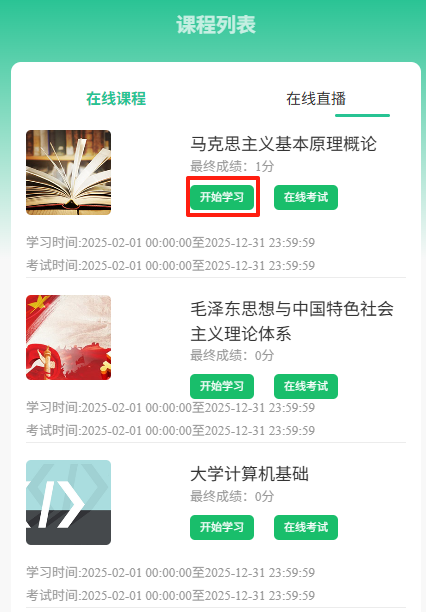 课程列表
在线课程
在线直播
马克思主义基本原理概论
最终成绩：1分
开始学习
在线考试
学习时间:2025-02-01 00:00:00至2025-12-31 23:59:59
考试时间:2025-02-01 00:00:00至2025-12-31 23:59:59
毛泽东思想与中国特色社会
主义理论体系
最终成绩：0分
开始学习
在线考试
学习时间:2025-02-01 00:00:00至2025-12-31 23:59:59
考试时间:2025-02-01 00:00:00至2025-12-31 23:59:59
大学计算机基础
最终成绩：0分
开始学习
在线考试
学习时间:2025-02-01 00:00:00至2025-12-31 23:59:59
考试时间:2025-02-01 00:00:00至2025-12-31 23:59:59